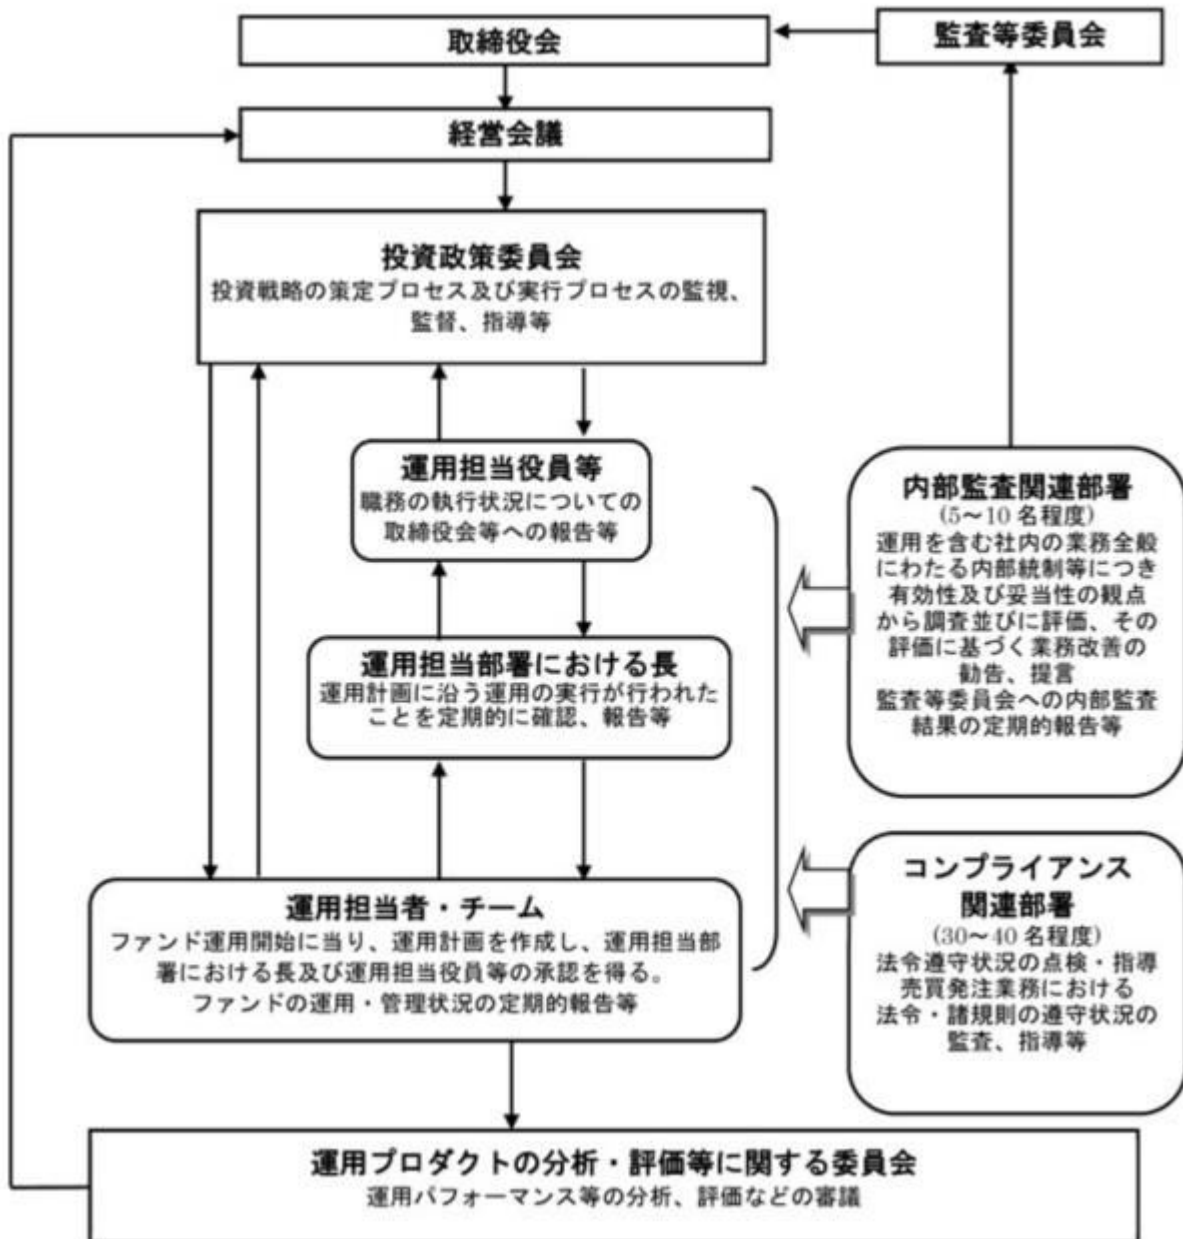 取締役会
監査等委員会
経営会議
投資政策委員会
投資戦略の策定プロセス及び実行プロセスの監視、
監督、指導等
運用担当役員等
職務の執行状況についての
取締役会等への報告等
運用担当部署における長
運用計画に沿う運用の実行が行われた
ことを定期的に確認、報告等
運用担当者・チーム
ファンド運用開始に当り、運用計画を作成し、運用担当部
署における長及び運用担当役員等の承認を得る。
ファンドの運用・管理状況の定期的報告等
内部監査関連部署
(5～10 名程度)
運用を含む社内の業務全般
にわたる内部統制等につき
有効性及び妥当性の観点
から調査並びに評価、その
評価に基づく業務改善の
勧告、提言
監査等委員会への内部監査
結果の定期的報告等
コンプライアンス
関連部署
(30～40 名程度)
法令遵守状況の点検・指導
売買発注業務における
法令・諸規則の遵守状況の
監査、指導等
運用プロダクトの分析・評価等に関する委員会
運用パフォーマンス等の分析、評価などの審議